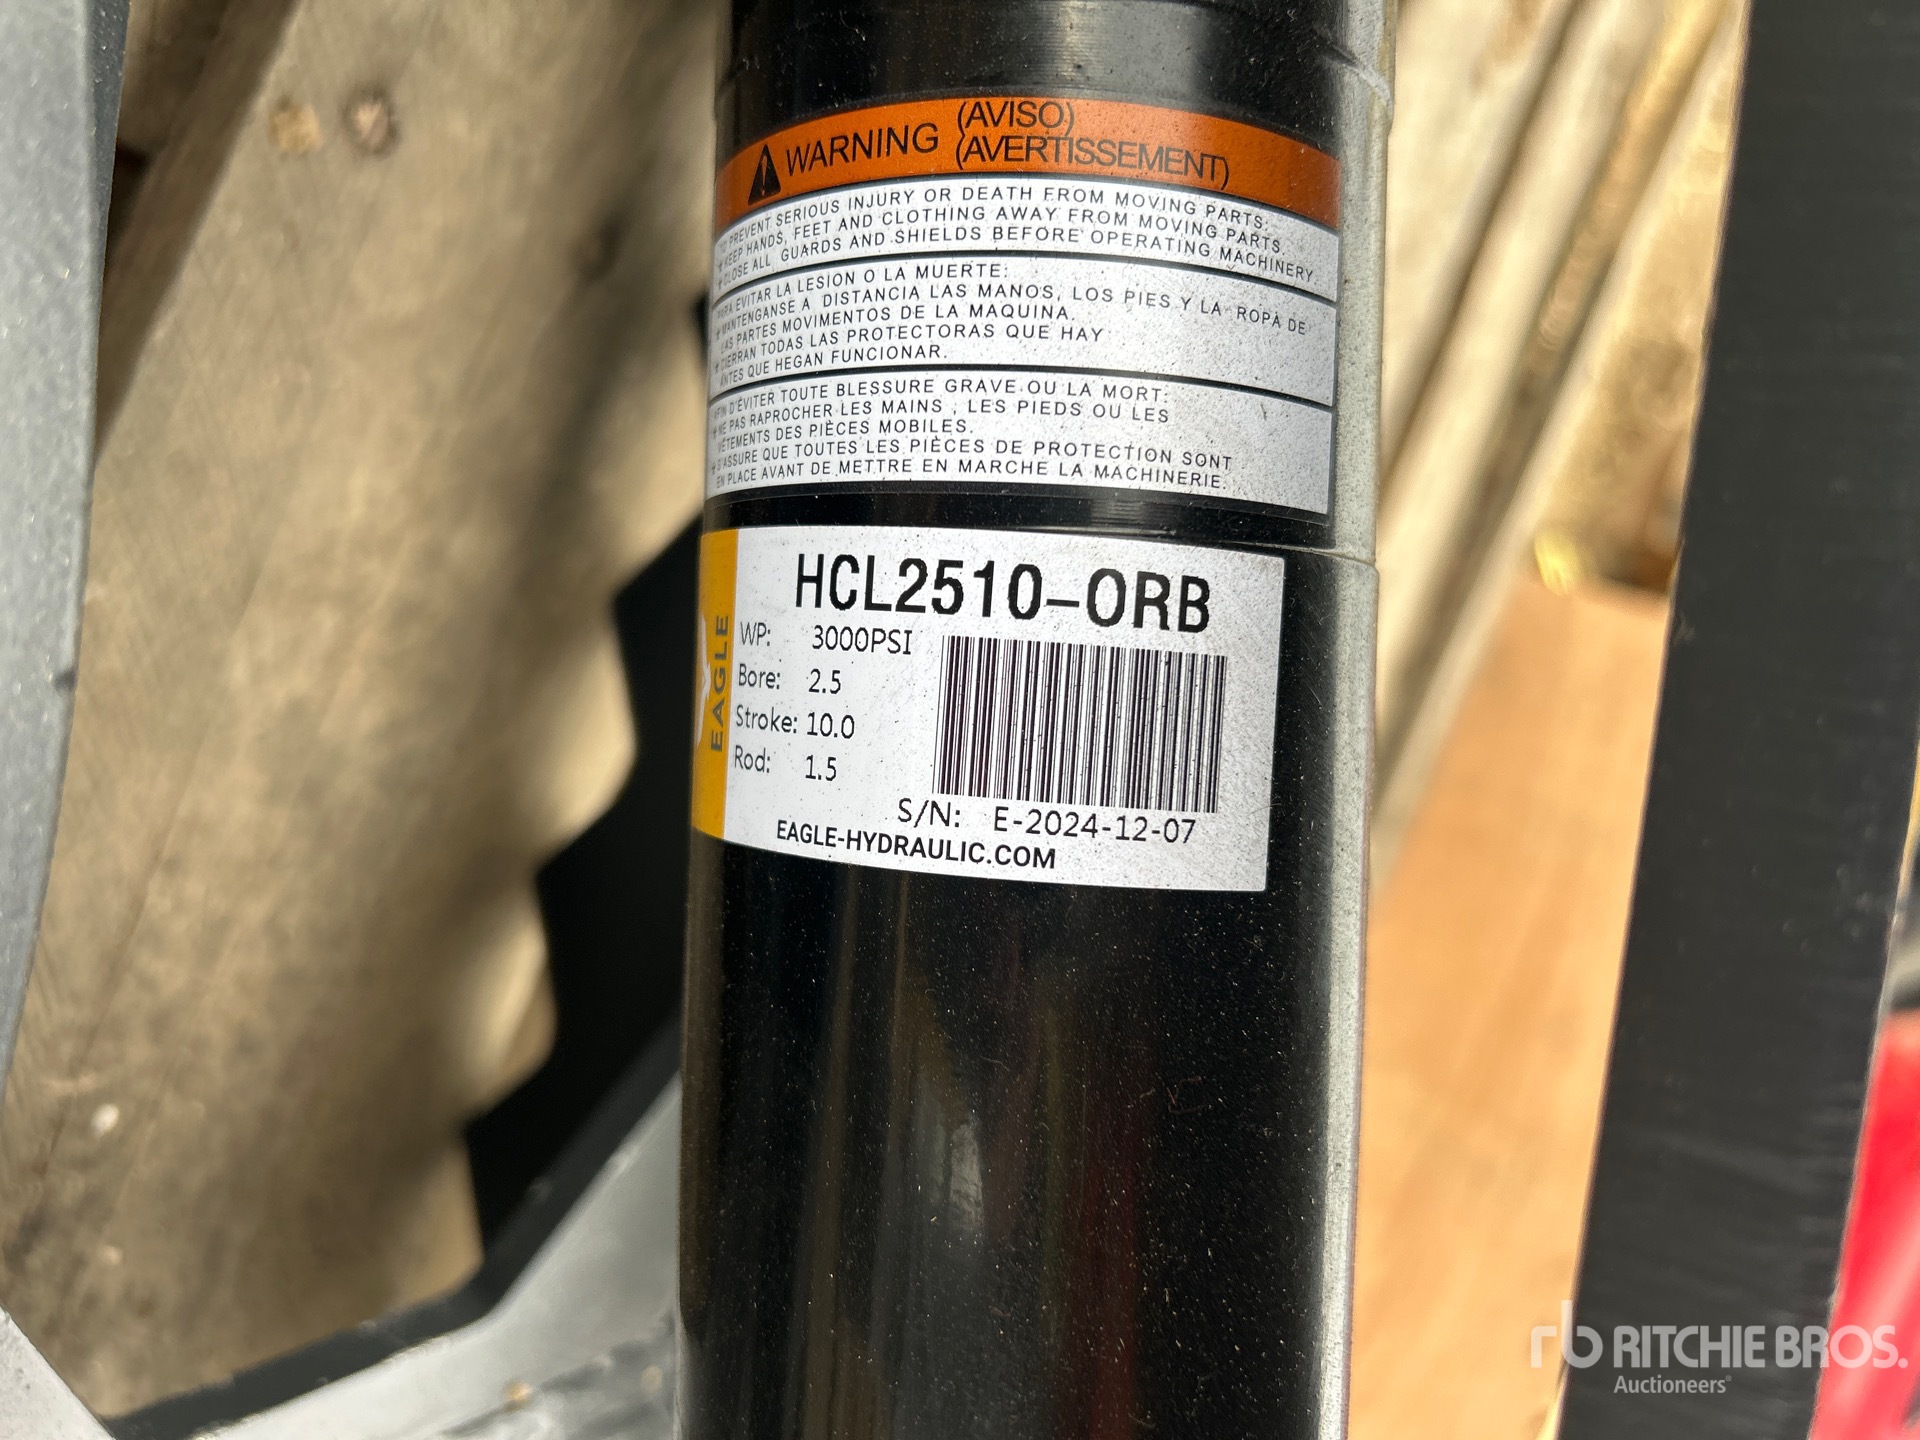 WARNING (AVISO)
(AVERTISSEMENT)
TO PREVENT SERIOUS INJURY OR DEATH FROM MOVING PARTS:
★ KEEP HANDS, FEET AND CLOTHING AWAY FROM MOVING PARTS
★ CLOSE ALL GUARDS AND SHIELDS BEFORE OPERATING MACHINERY
PARA EVITAR LA LESION O LA MUERTE:
★ MANTENGANSE A DISTANCIA LAS MANOS, LOS PIES Y LA ROPA DE
LAS PARTES MOVIMENTOS DE LA MAQUINA.
★ CIERRAN TODAS LAS PROTECTORAS QUE HAY
ANTES QUE HEGAN FUNCIONAR.
AFIN D'ÉVITER TOUTE BLESSURE GRAVE OU LA MORT:
★ NE PAS RAPROCHER LES MAINS , LES PIEDS OU LES
VÊTEMENTS DES PIÈCES MOBILES.
★ S'ASSURE QUE TOUTES LES PIÈCES DE PROTECTION SONT
EN PLACE AVANT DE METTRE EN MARCHE LA MACHINERIE.
EAGLE
HCL2510-ORB
WP: 3000PSI
Bore: 2.5
Stroke: 10.0
Rod: 1.5
S/N: E-2024-12-07
EAGLE-HYDRAULIC.COM
rb RITCHIE BROS.
Auctioneers